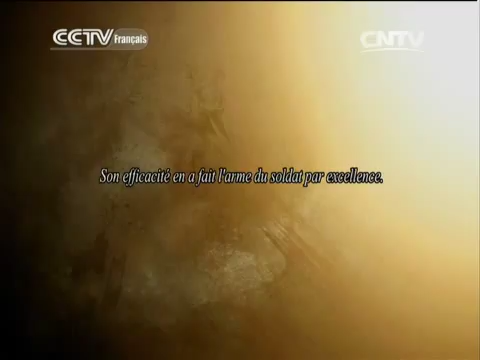 CCTV Français
CNTV
Son efficacité en a fait l'arme du soldat par excellence.